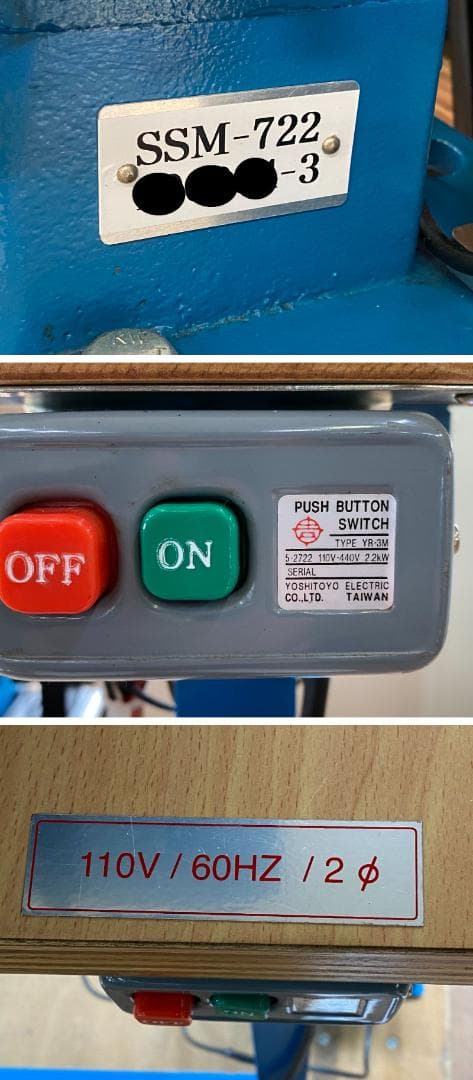 SSM-722
-3
OFF
ON
PUSH BUTTON
SWITCH
TYPE YR-3M
5-2722 110V-440V 2.2kW
SERIAL
YOSHITOYO ELECTRIC
CO.,LTD. TAIWAN
110V / 60HZ / 2 ϕ